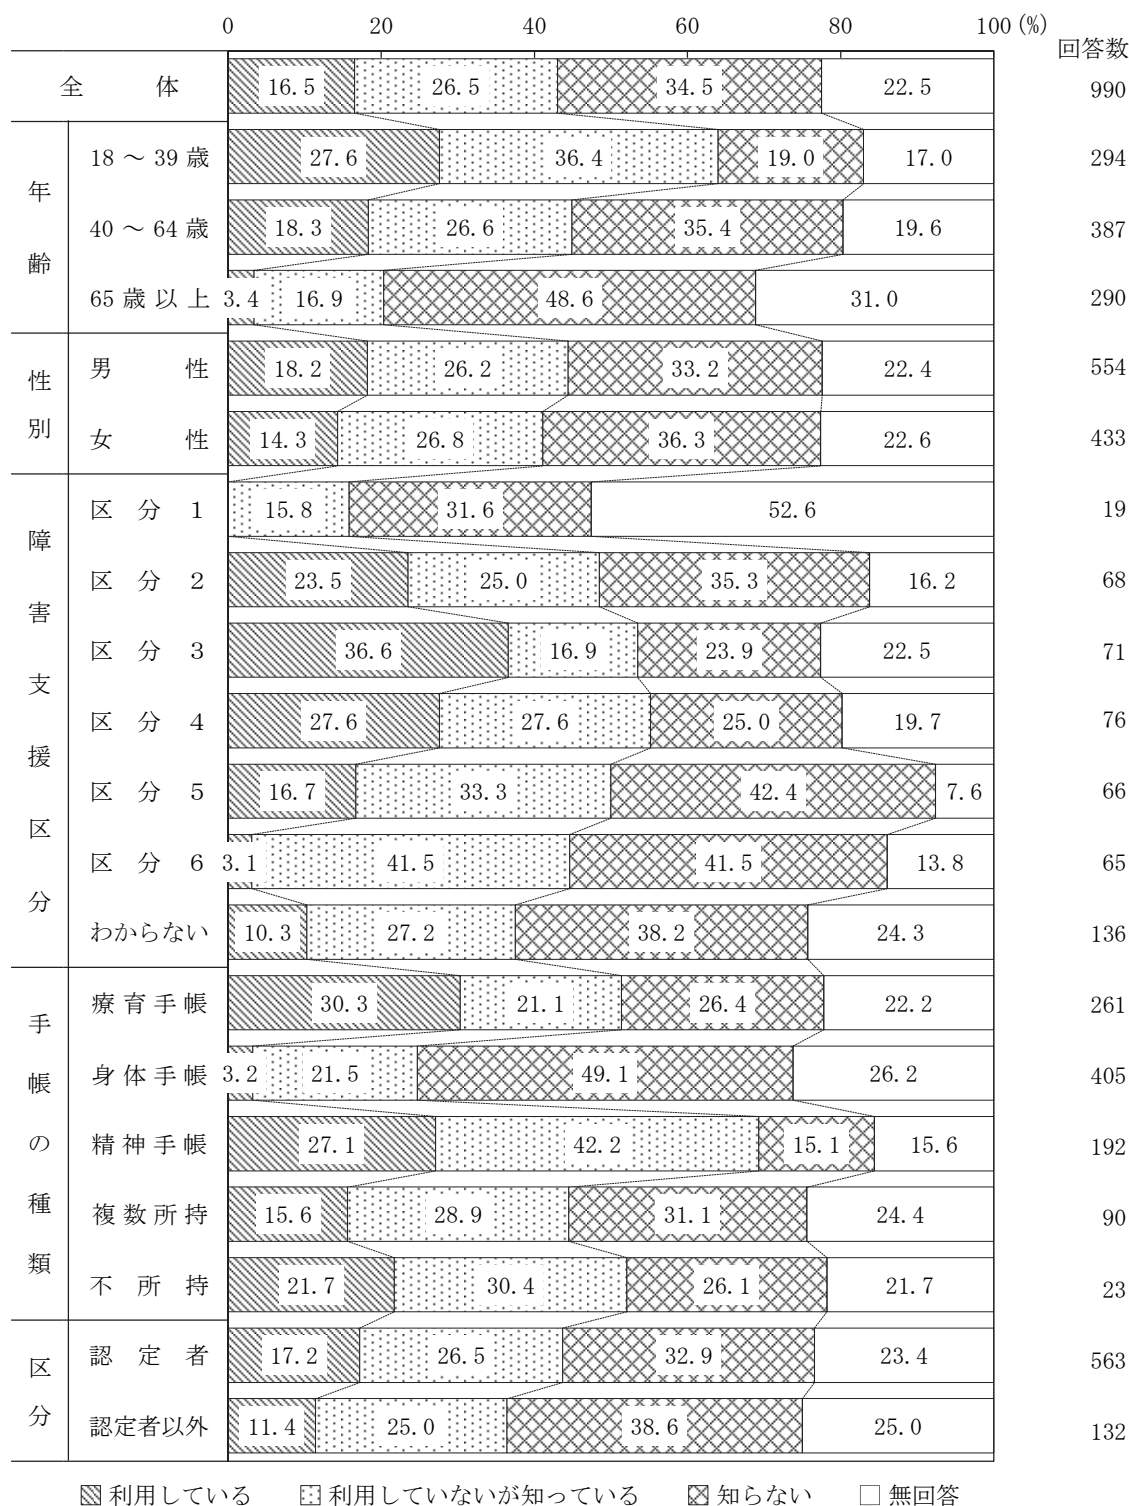 0 20 40 60 80 100 (%)
回答数
全体 16.5 26.5 34.5 22.5 990
年齢
18～39歳 27.6 36.4 19.0 17.0 294
40～64歳 18.3 26.6 35.4 19.6 387
65歳以上 3.4 16.9 48.6 31.0 290
性別
男性 18.2 26.2 33.2 22.4 554
女性 14.3 26.8 36.3 22.6 433
障害支援区分
区分1 15.8 31.6 52.6 19
区分2 23.5 25.0 35.3 16.2 68
区分3 36.6 16.9 23.9 22.5 71
区分4 27.6 27.6 25.0 19.7 76
区分5 16.7 33.3 42.4 7.6 66
区分6 3.1 41.5 41.5 13.8 65
わからない 10.3 27.2 38.2 24.3 136
手帳の種類
療育手帳 30.3 21.1 26.4 22.2 261
身体手帳 3.2 21.5 49.1 26.2 405
精神手帳 27.1 42.2 15.1 15.6 192
複数所持 15.6 28.9 31.1 24.4 90
不所持 21.7 30.4 26.1 21.7 23
区分
認定者 17.2 26.5 32.9 23.4 563
認定者以外 11.4 25.0 38.6 25.0 132
利用している 利用していないが知っている 知らない 無回答